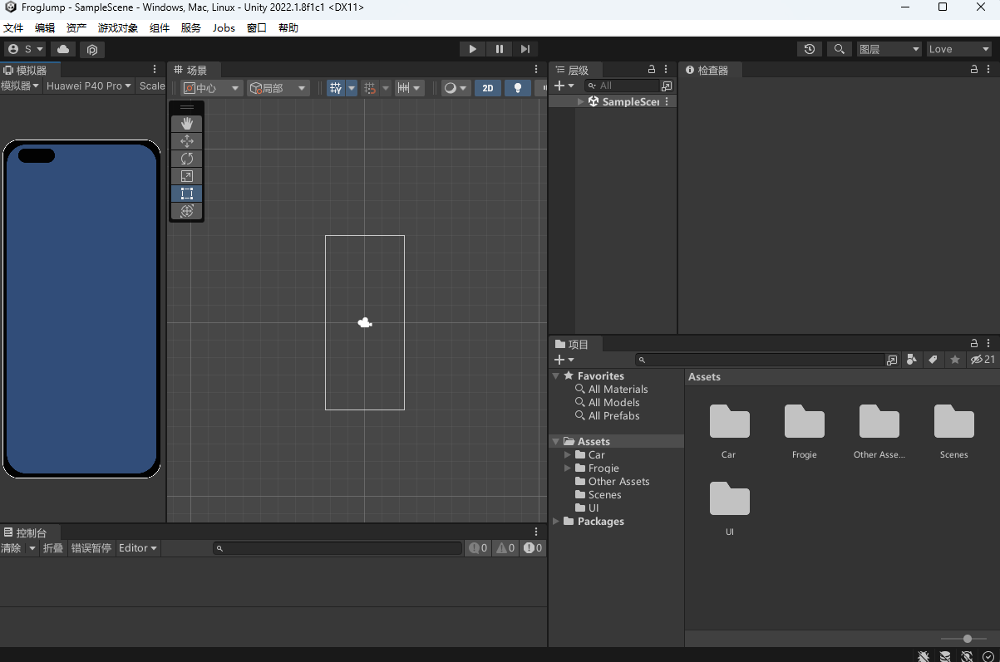 FrogJump - SampleScene - Windows, Mac, Linux - Unity 2022.1.8f1c1 <DX11>
文件 编辑 资产 游戏对象 组件 服务 Jobs 窗口 帮助
S 图层 Love
模拟器
模拟器 Huawei P40 Pro Scale
场景
中心 局部 2D
层级
All
SampleScen
检查器
项目
21
Favorites
All Materials
All Models
All Prefabs
Assets
Car
Frogie
Other Assets
Scenes
UI
Packages
Assets
Car Frogie Other Asse... Scenes
UI
控制台
清除 折叠 错误暂停 Editor 0 0 0